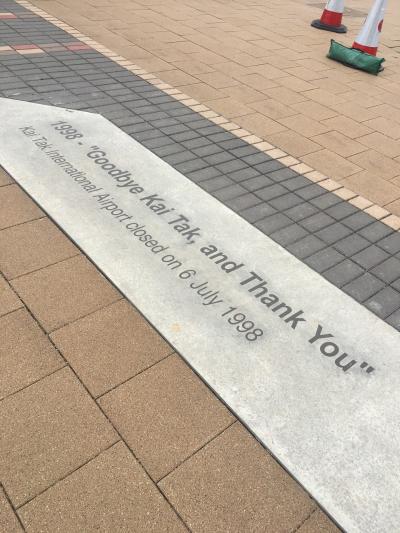 1998 - "Goodbye Kai Tak, and Thank You"
Kai Tak International Airport closed on 6 July 1998